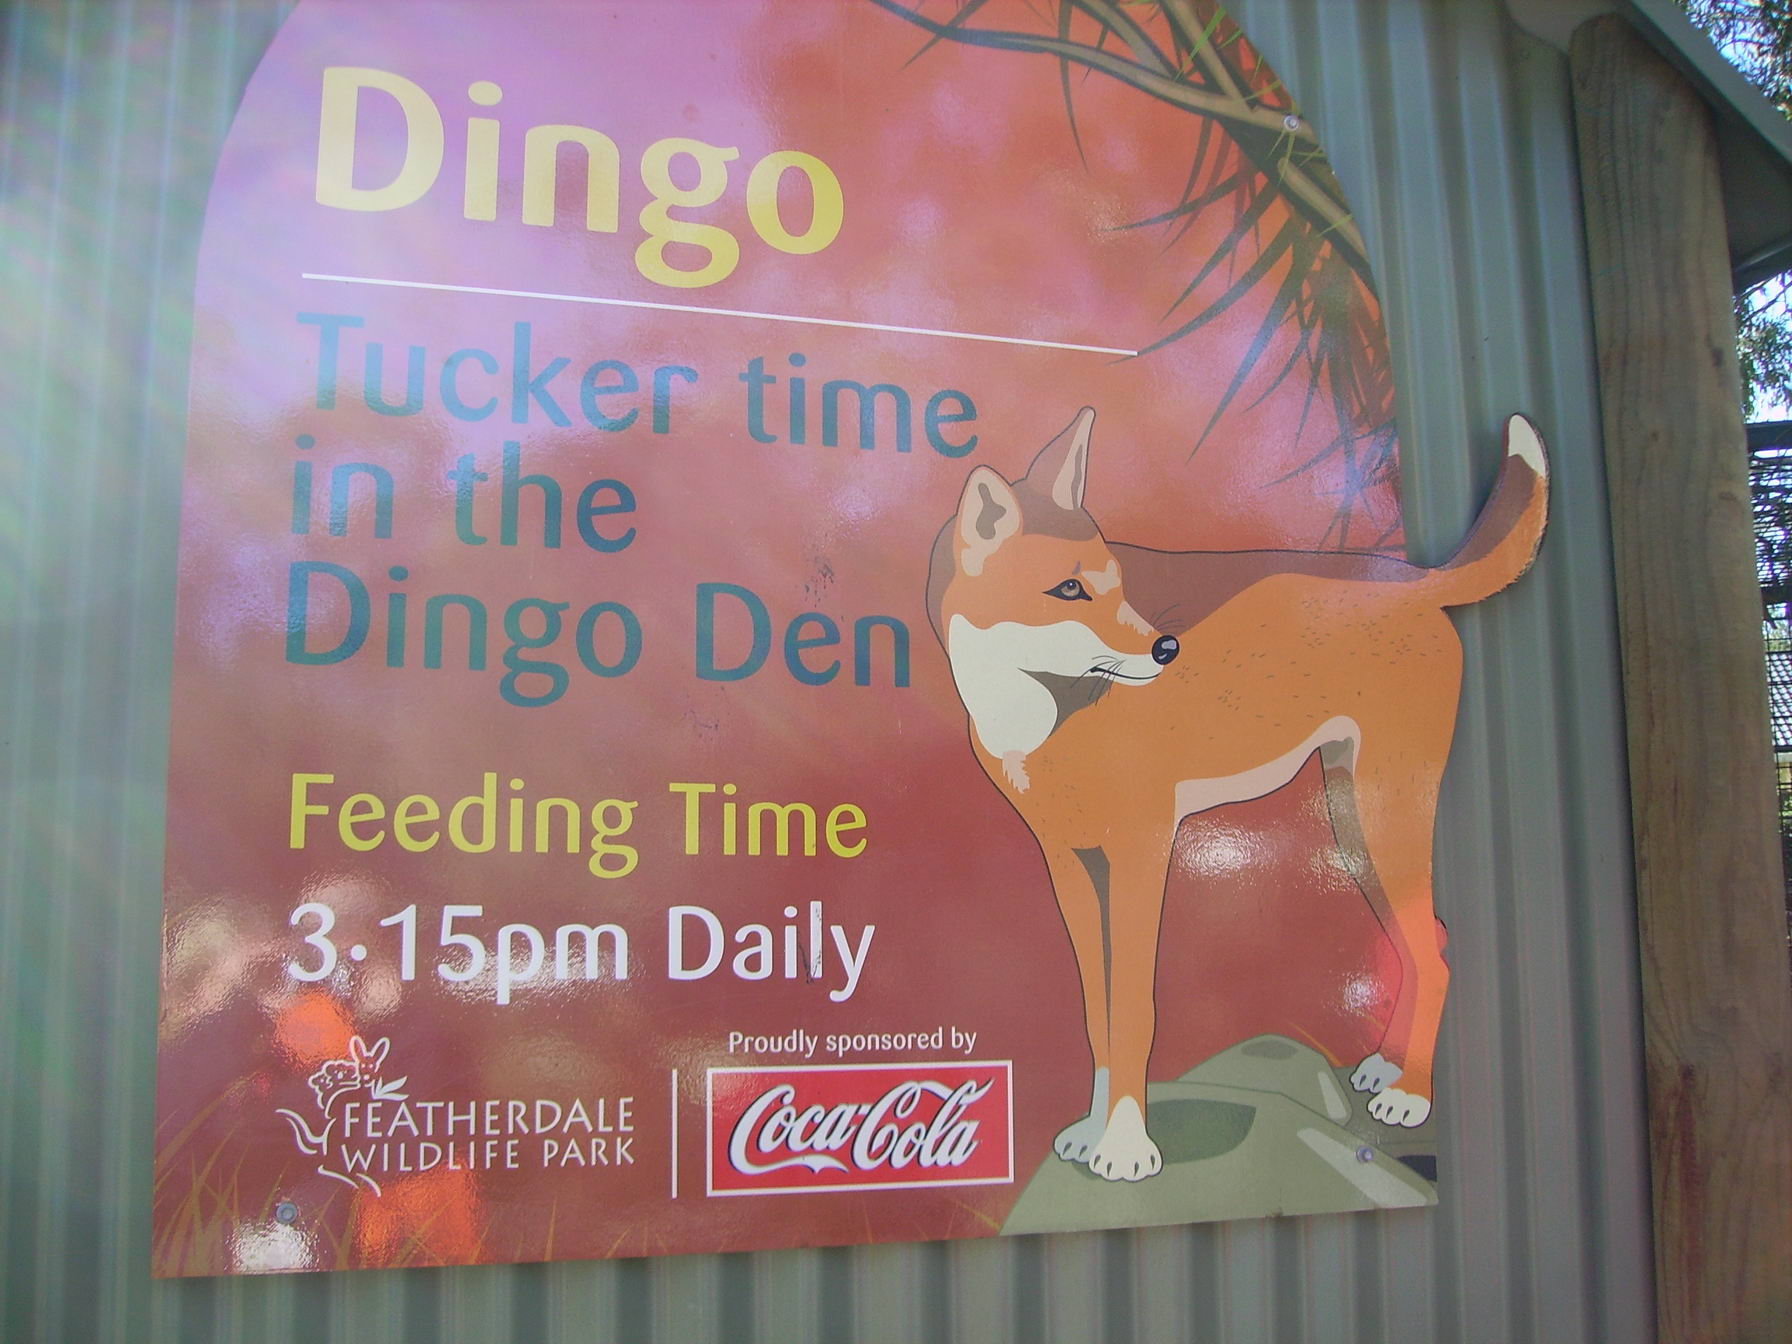 Dingo
Tucker time
in the
Dingo Den
Feeding Time
3·15pm Daily
Proudly sponsored by
FEATHERDALE
WILDLIFE PARK
Coca-Cola